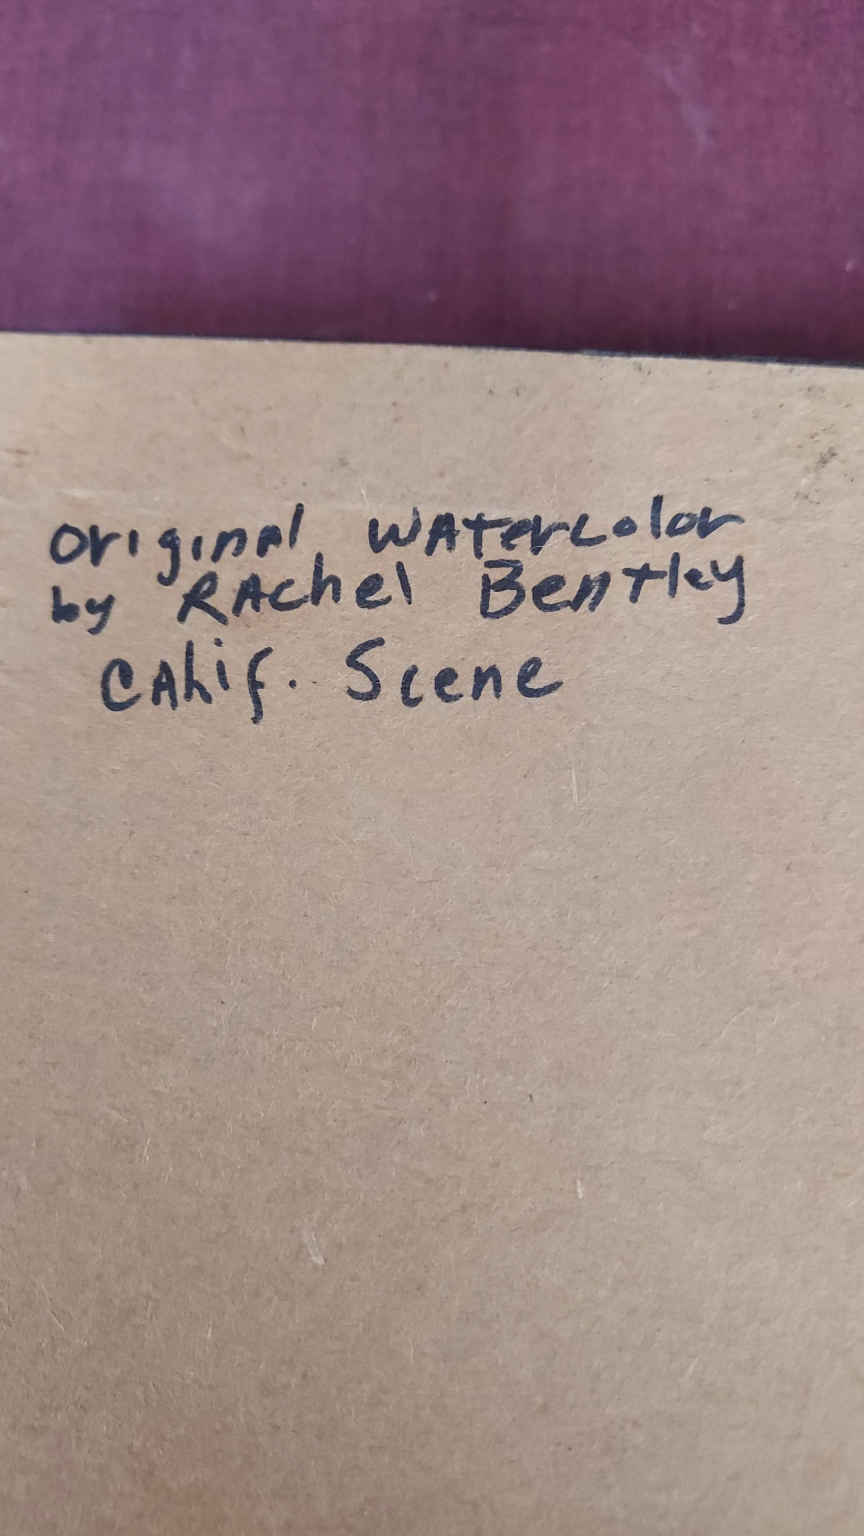 original watercolor
by Rachel Bentley
Calif. Scene